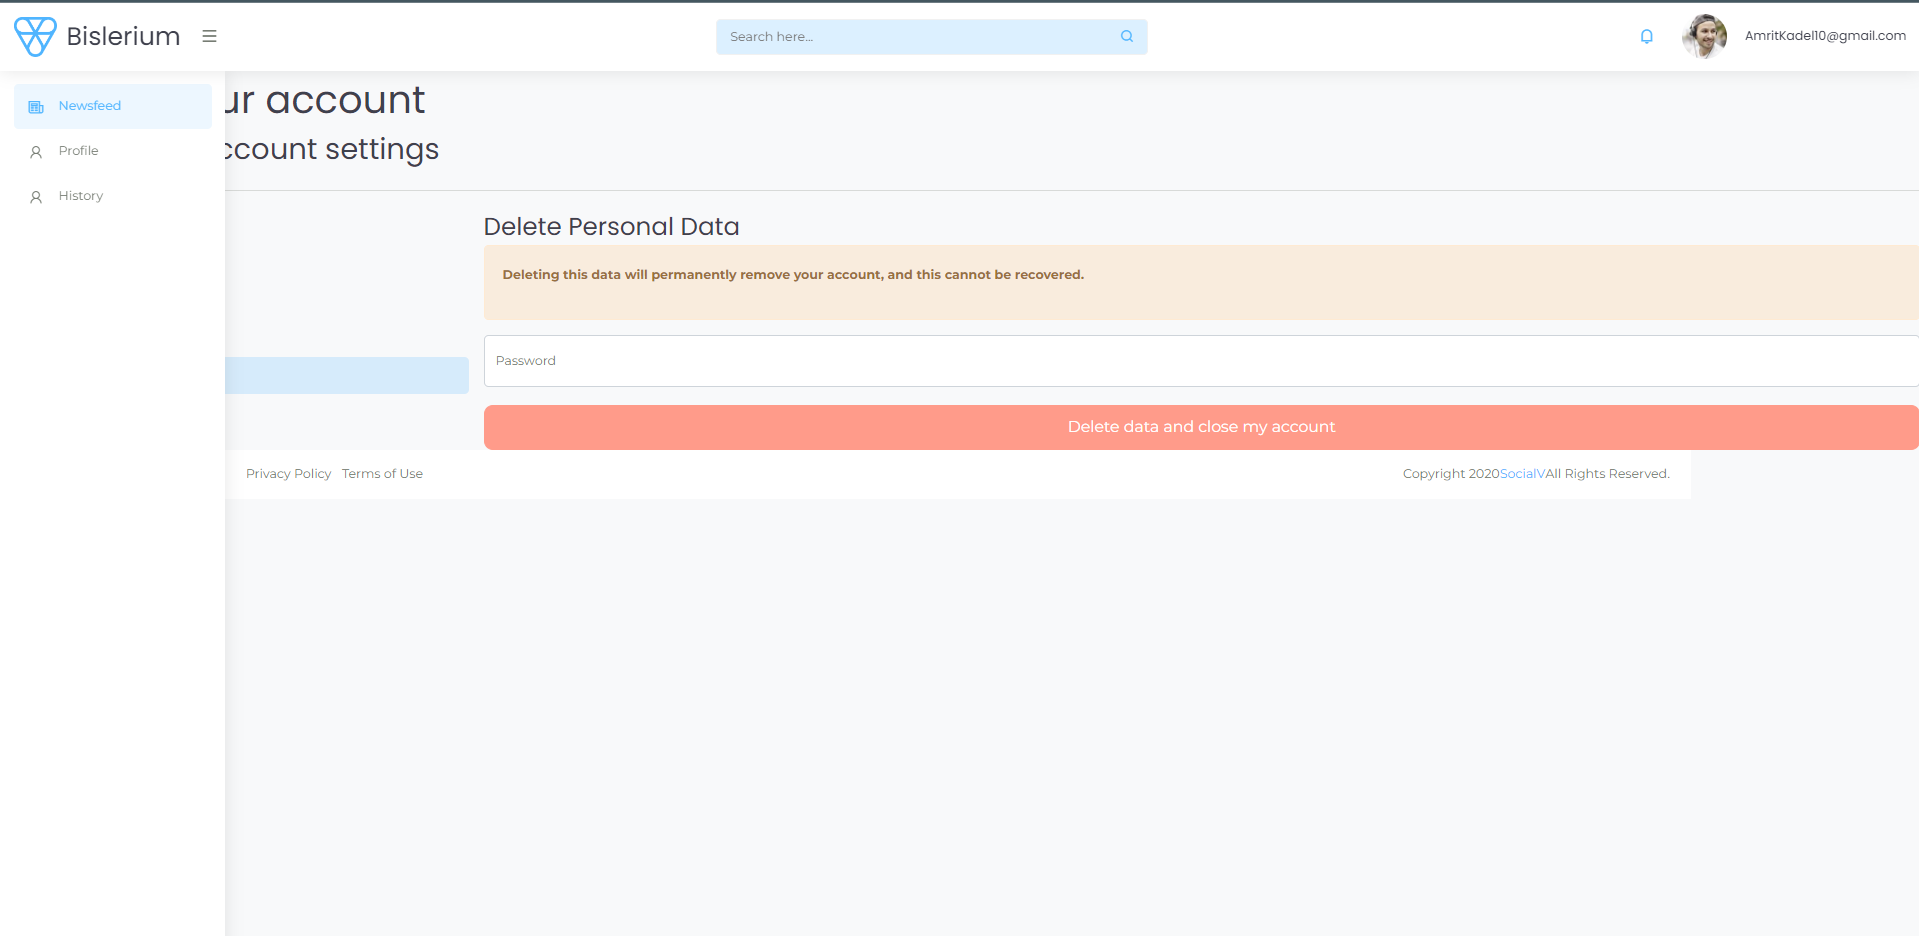 Bislerium
Search here...
AmritKadel10@gmail.com
Newsfeed
Profile
History
ur account
ccount settings
Delete Personal Data
Deleting this data will permanently remove your account, and this cannot be recovered.
Password
Delete data and close my account
Privacy Policy Terms of Use
Copyright 2020SocialVAll Rights Reserved.